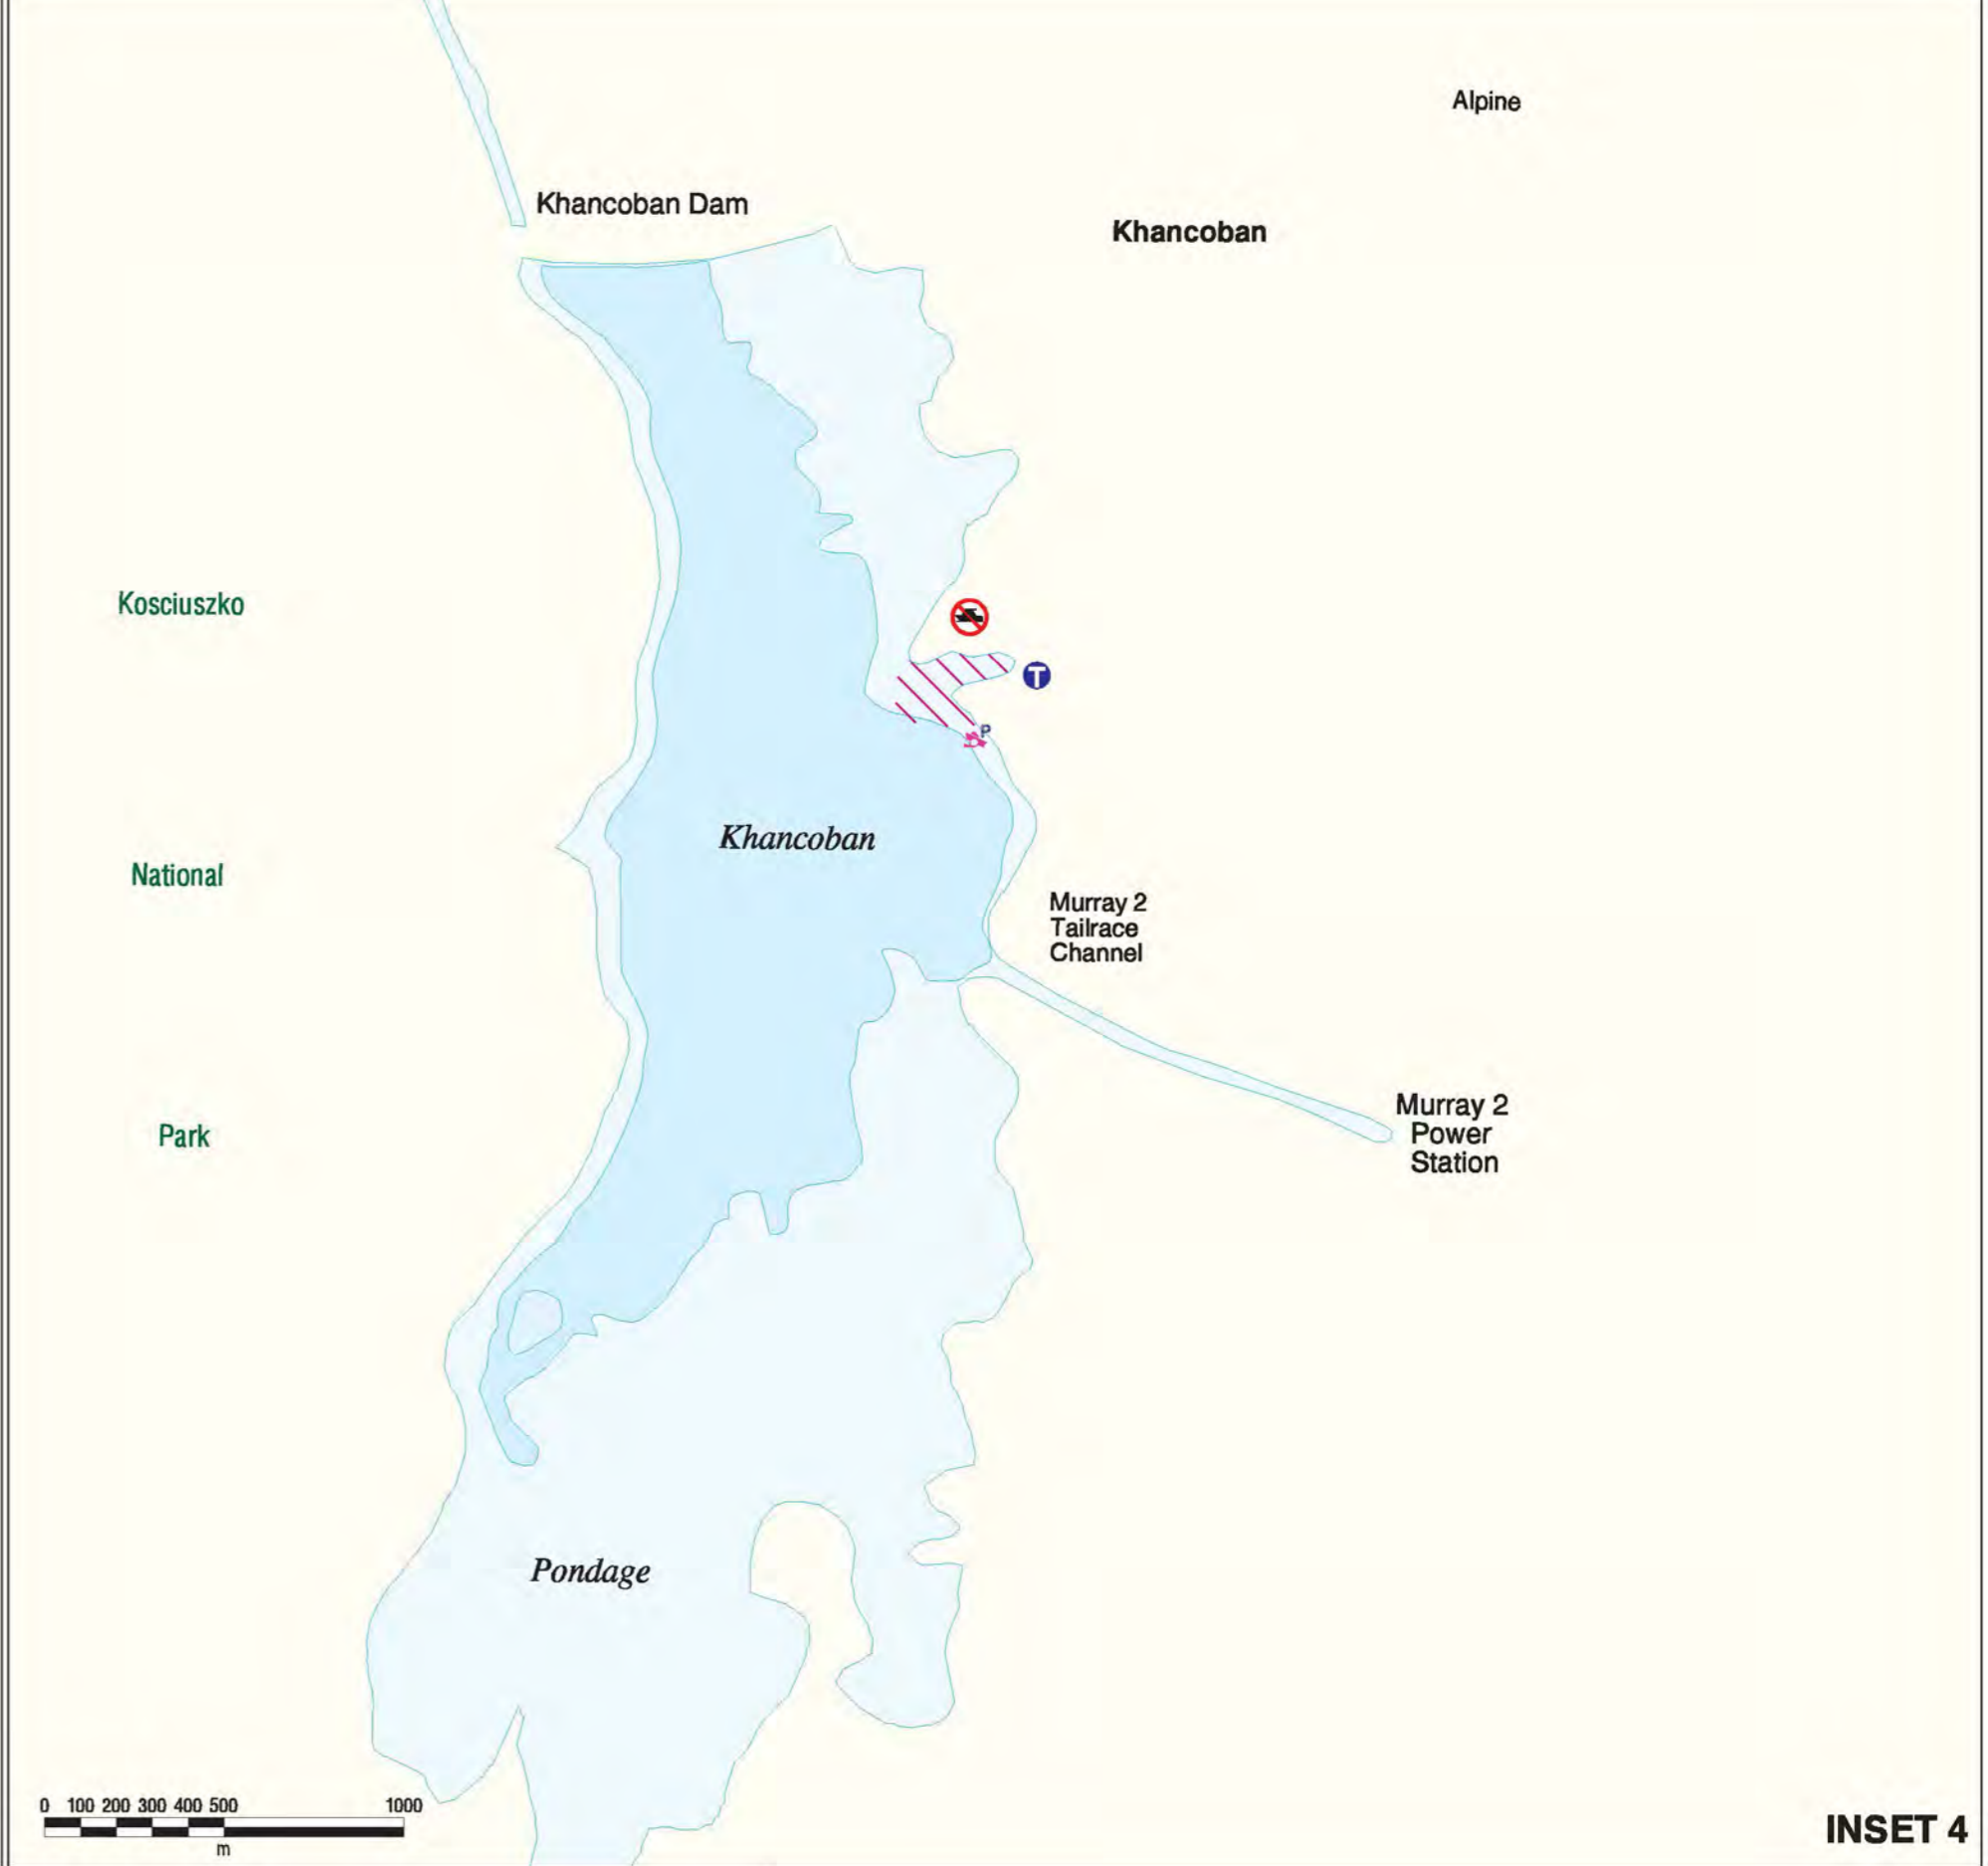 Alpine
Khancoban Dam
Khancoban
Kosciuszko
T
P
Khancoban
National
Murray 2
Tailrace
Channel
Murray 2
Power
Station
Park
Pondage
0 100 200 300 400 500 1000
m
INSET 4